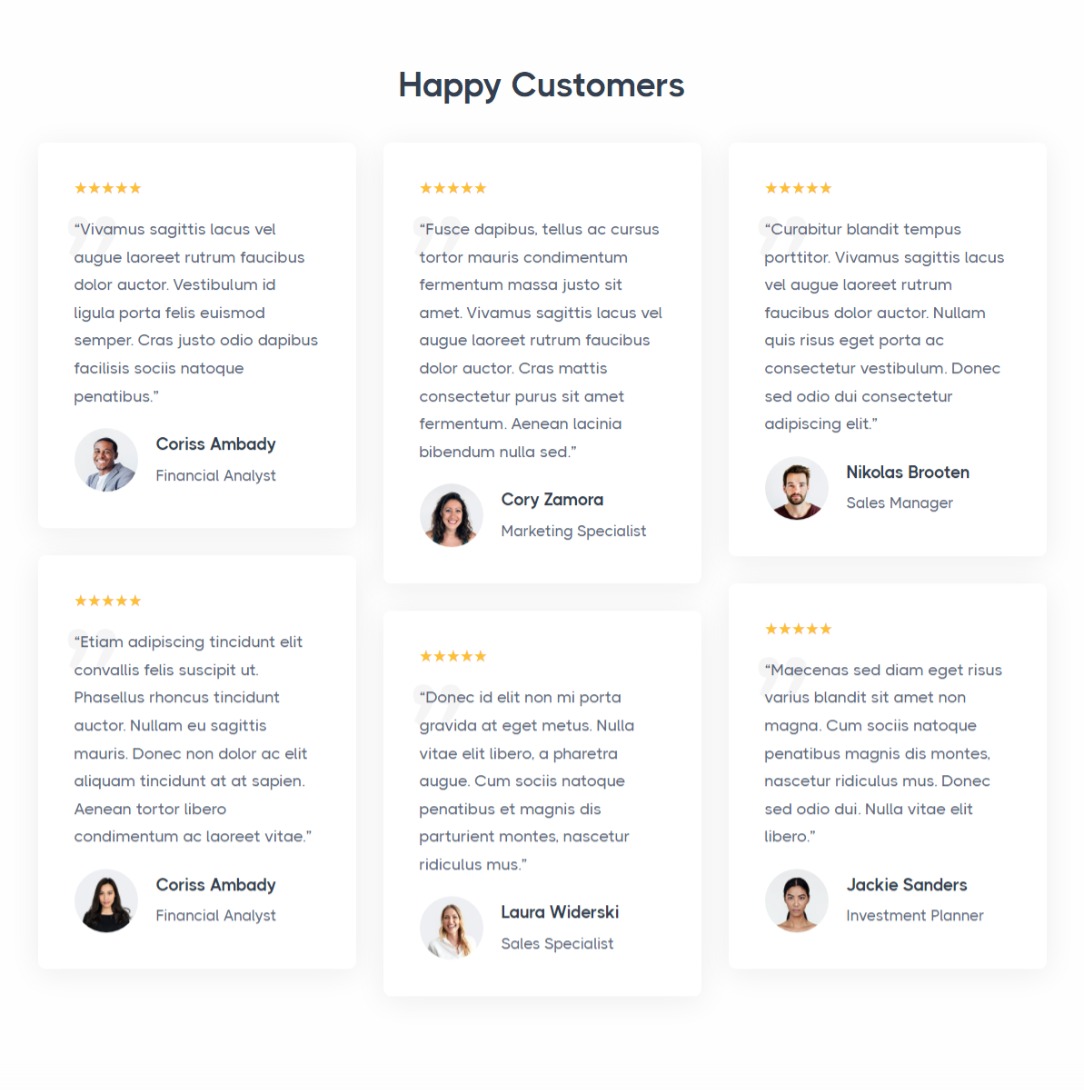 Happy Customers
★★★★★
“Vivamus sagittis lacus vel
augue laoreet rutrum faucibus
dolor auctor. Vestibulum id
ligula porta felis euismod
semper. Cras justo odio dapibus
facilisis sociis natoque
penatibus.”
Coriss Ambady
Financial Analyst
★★★★★
“Etiam adipiscing tincidunt elit
convallis felis suscipit ut.
Phasellus rhoncus tincidunt
auctor. Nullam eu sagittis
mauris. Donec non dolor ac elit
aliquam tincidunt at at sapien.
Aenean tortor libero
condimentum ac laoreet vitae.”
Coriss Ambady
Financial Analyst
★★★★★
“Fusce dapibus, tellus ac cursus
tortor mauris condimentum
fermentum massa justo sit
amet. Vivamus sagittis lacus vel
augue laoreet rutrum faucibus
dolor auctor. Cras mattis
consectetur purus sit amet
fermentum. Aenean lacinia
bibendum nulla sed.”
Cory Zamora
Marketing Specialist
★★★★★
“Donec id elit non mi porta
gravida at eget metus. Nulla
vitae elit libero, a pharetra
augue. Cum sociis natoque
penatibus et magnis dis
parturient montes, nascetur
ridiculus mus.”
Laura Widerski
Sales Specialist
★★★★★
“Curabitur blandit tempus
porttitor. Vivamus sagittis lacus
vel augue laoreet rutrum
faucibus dolor auctor. Nullam
quis risus eget porta ac
consectetur vestibulum. Donec
sed odio dui consectetur
adipiscing elit.”
Nikolas Brooten
Sales Manager
★★★★★
“Maecenas sed diam eget risus
varius blandit sit amet non
magna. Cum sociis natoque
penatibus magnis dis montes,
nascetur ridiculus mus. Donec
sed odio dui. Nulla vitae elit
libero.”
Jackie Sanders
Investment Planner